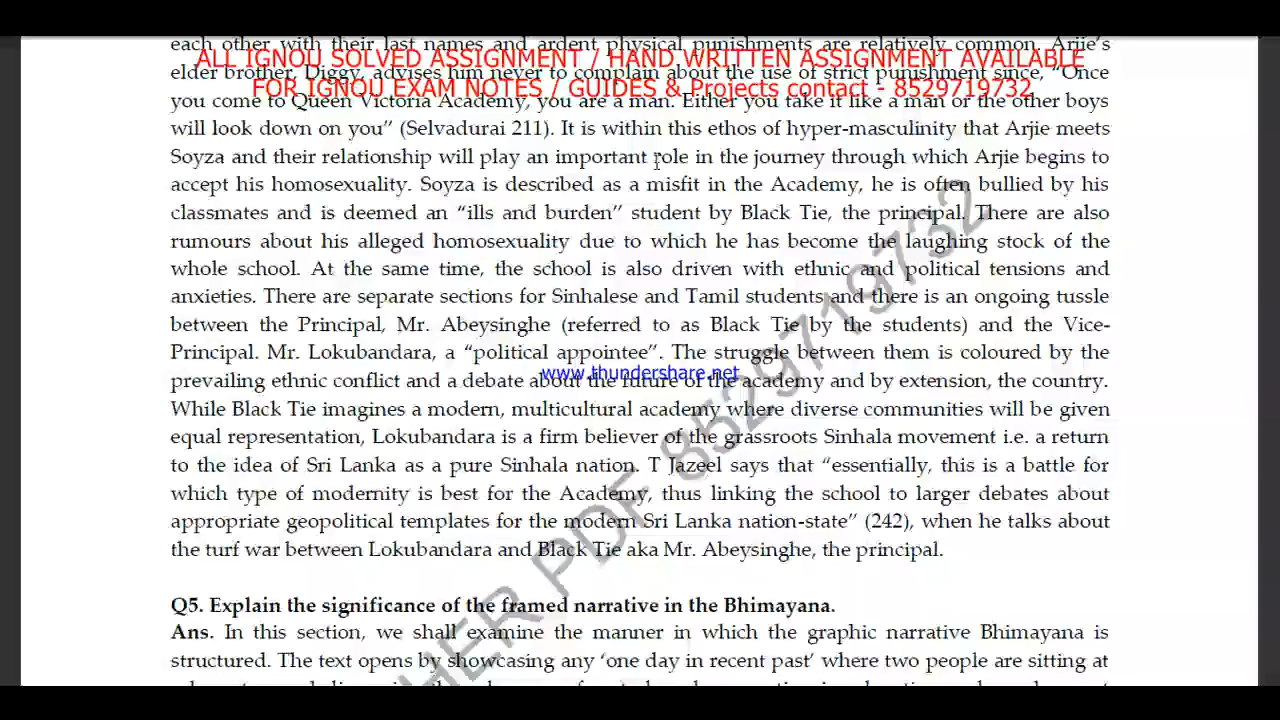 each other with their last names and ardent physical punishments are relatively common. Arjie's
ALL IGNOU SOLVED ASSIGNMENT / HAND WRITTEN ASSIGNMENT AVAILABLE
elder brother, Diggy, advises him never to complain about the use of strict punishment since, "Once
FOR IGNOU EXAM NOTES / GUIDES & Projects contact - 8529719732
you come to Queen Victoria Academy, you are a man. Either you take it like a man or the other boys
will look down on you" (Selvadurai 211). It is within this ethos of hyper-masculinity that Arjie meets
Soyza and their relationship will play an important role in the journey through which Arjie begins to
accept his homosexuality. Soyza is described as a misfit in the Academy, he is often bullied by his
classmates and is deemed an "ills and burden" student by Black Tie, the principal. There are also
rumours about his alleged homosexuality due to which he has become the laughing stock of the
whole school. At the same time, the school is also driven with ethnic and political tensions and
anxieties. There are separate sections for Sinhalese and Tamil students and there is an ongoing tussle
between the Principal, Mr. Abeysinghe (referred to as Black Tie by the students) and the Vice-
Principal. Mr. Lokubandara, a "political appointee". The struggle between them is coloured by the
www.thundershare.net
prevailing ethnic conflict and a debate about the future of the academy and by extension, the country.
While Black Tie imagines a modern, multicultural academy where diverse communities will be given
equal representation, Lokubandara is a firm believer of the grassroots Sinhala movement i.e. a return
to the idea of Sri Lanka as a pure Sinhala nation. T Jazeel says that "essentially, this is a battle for
which type of modernity is best for the Academy, thus linking the school to larger debates about
appropriate geopolitical templates for the modern Sri Lanka nation-state" (242), when he talks about
the turf war between Lokubandara and Black Tie aka Mr. Abeysinghe, the principal.
HER PDF 8529719732
Q5. Explain the significance of the framed narrative in the Bhimayana.
Ans. In this section, we shall examine the manner in which the graphic narrative Bhimayana is
structured. The text opens by showcasing any 'one day in recent past' where two people are sitting at